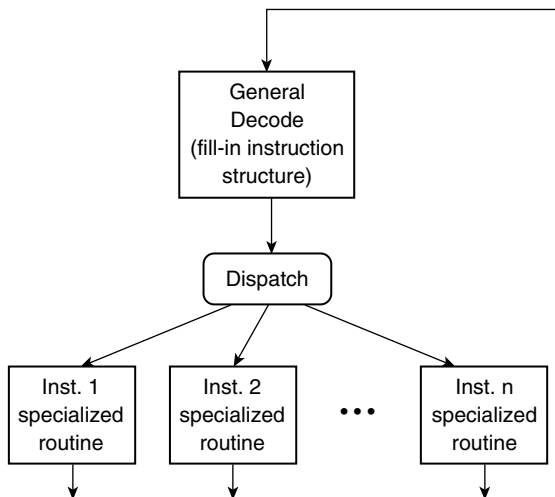 General
Decode
(fill-in instruction
structure)
Dispatch
Inst. 1
specialized
routine
Inst. 2
specialized
routine
•••
Inst. n
specialized
routine